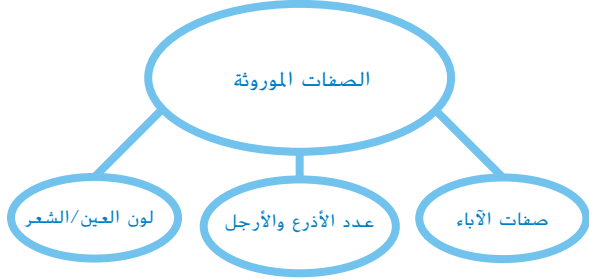 الصفات الموروثة
صفات الآباء
عدد الأذرع والأرجل
لون العين/الشعر